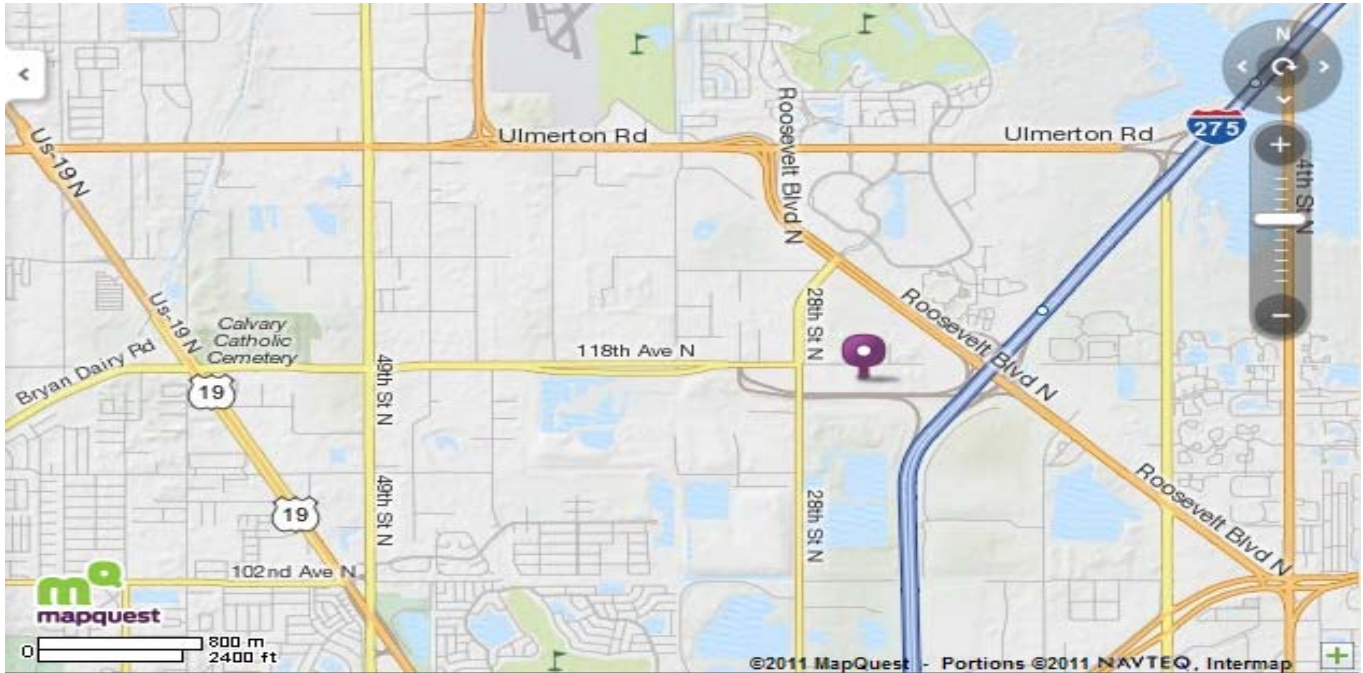 N
Roosevelt Blvd N
Ulmerton Rd
Ulmerton Rd
275
Us-19 N
4th St N
Us-19 N
Calvary
Catholic
Cemetery
28th St N
Roosevelt Blvd N
118th Ave N
Bryan Dairy Rd
49th St N
19
Roosevelt Blvd N
49th St N
28th St N
19
102nd Ave N
mq
mapquest
0
800 m
2400 ft
©2011 MapQuest - Portions ©2011 NAVTEQ, Intermap